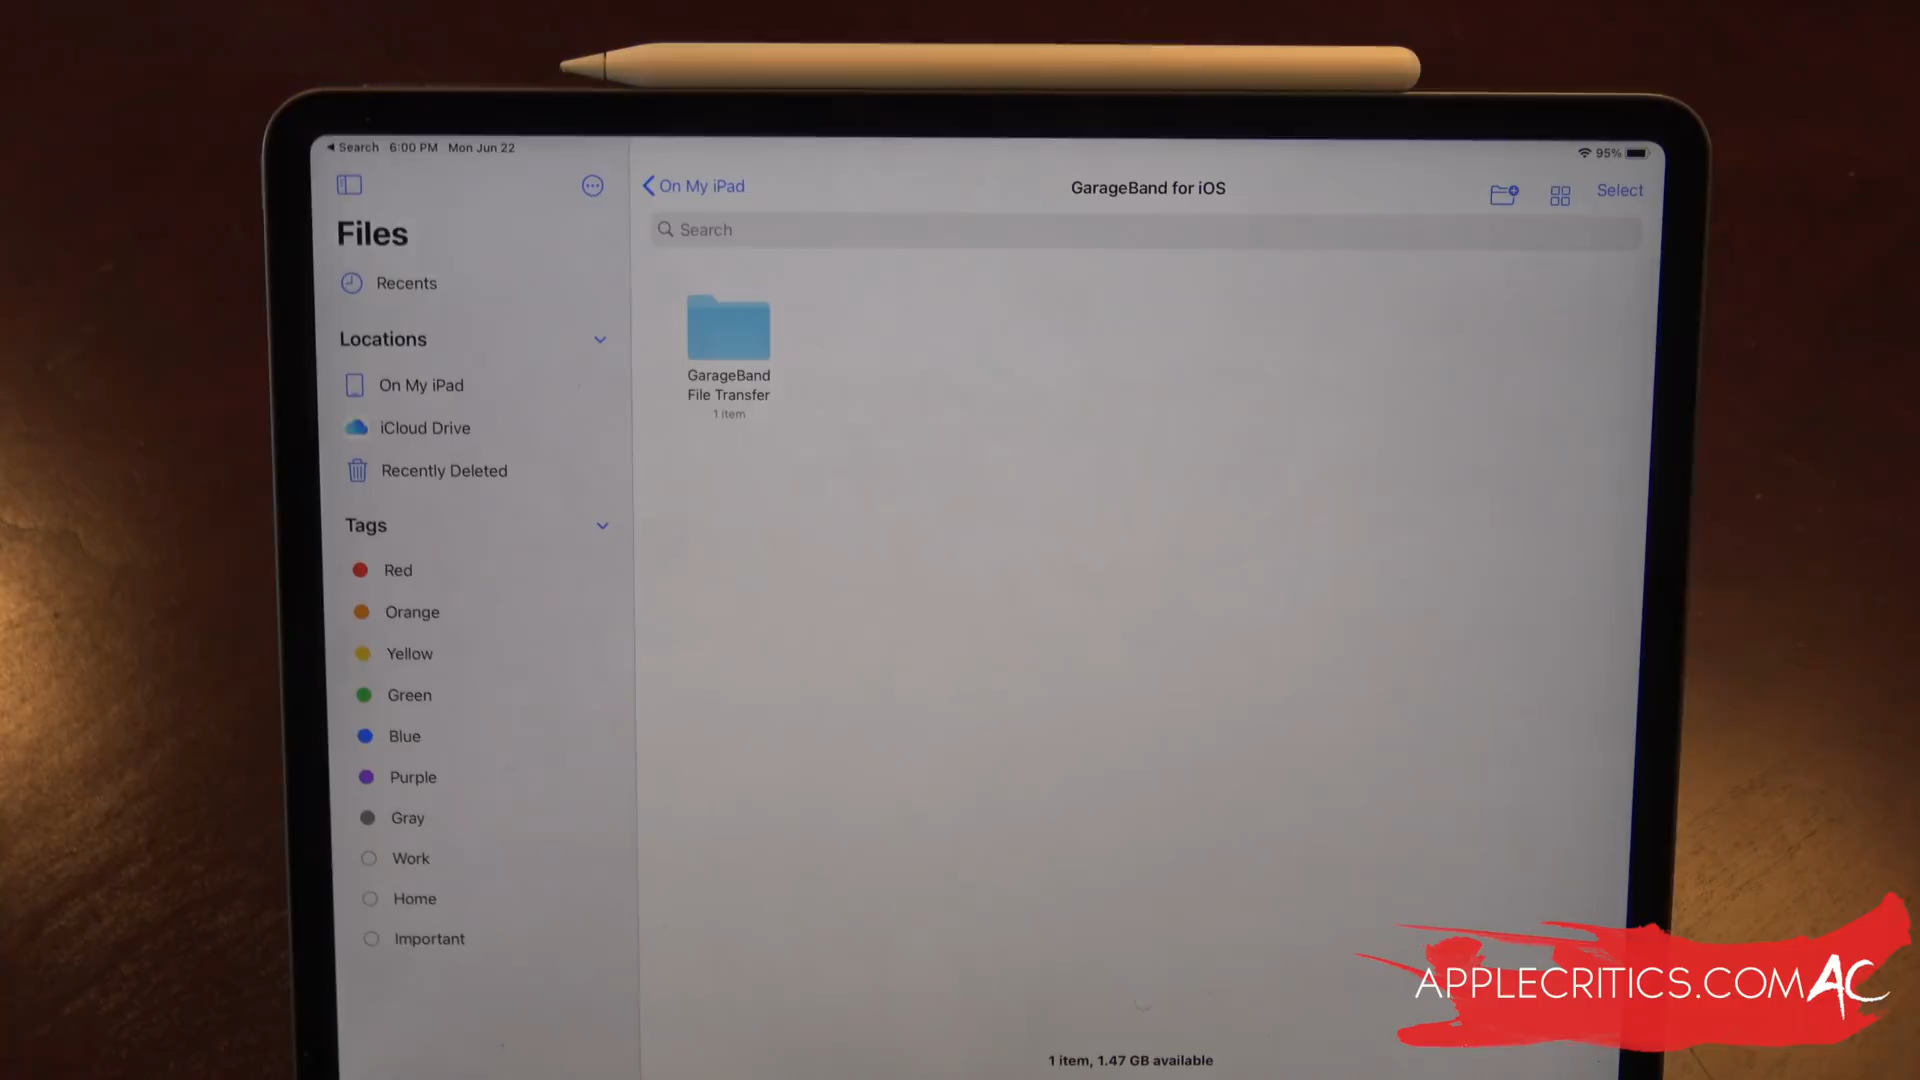 Search 6:00 PM Mon Jun 22
95%
Files
Recents
Locations
On My iPad
iCloud Drive
Recently Deleted
Tags
Red
Orange
Yellow
Green
Blue
Purple
Gray
Work
Home
Important
On My iPad
GarageBand for iOS
Select
Search
GarageBand
File Transfer
1 item
1 item, 1.47 GB available
APPLECRITICS.COM AC